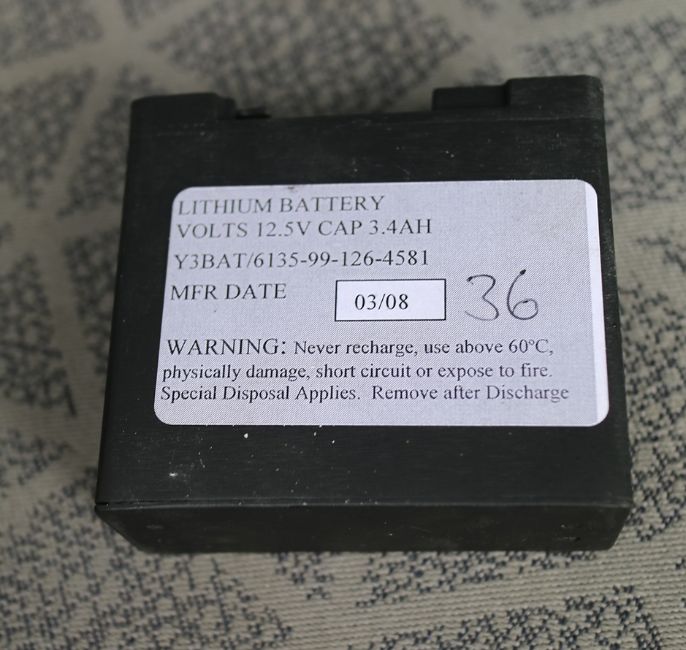 LITHIUM BATTERY
VOLTS 12.5V CAP 3.4AH
Y3BAT/6135-99-126-4581
MFR DATE 03/08 36
WARNING: Never recharge, use above 60°C,
physically damage, short circuit or expose to fire.
Special Disposal Applies. Remove after Discharge